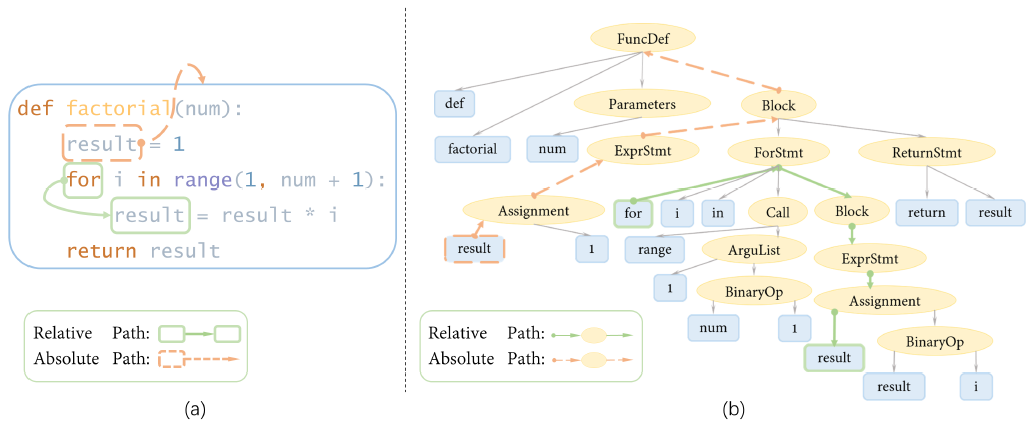 def factorial(num):
result = 1
for i in range(1, num + 1):
result = result * i
return result
Relative Path:
Absolute Path:
(a)
FuncDef
def
Parameters
Block
factorial
num
ExprStmt
ForStmt
ReturnStmt
Assignment
for
i
in
Call
Block
return
result
result
1
range
ArguList
ExprStmt
1
BinaryOp
Assignment
num
1
result
BinaryOp
result
i
Relative Path:
Absolute Path:
(b)